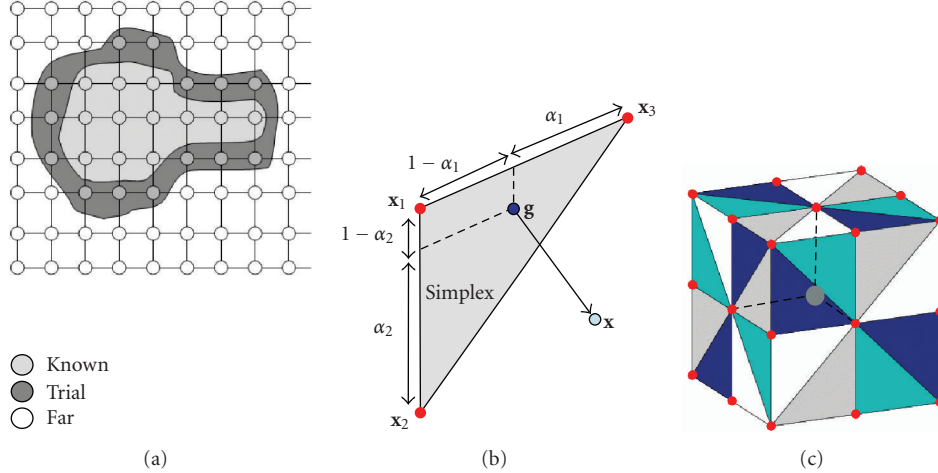 Known
Trial
Far
(a)
x₃
α₁
1 − α₁
x₁
g
1 − α₂
Simplex
x
α₂
x₂
(b)
(c)